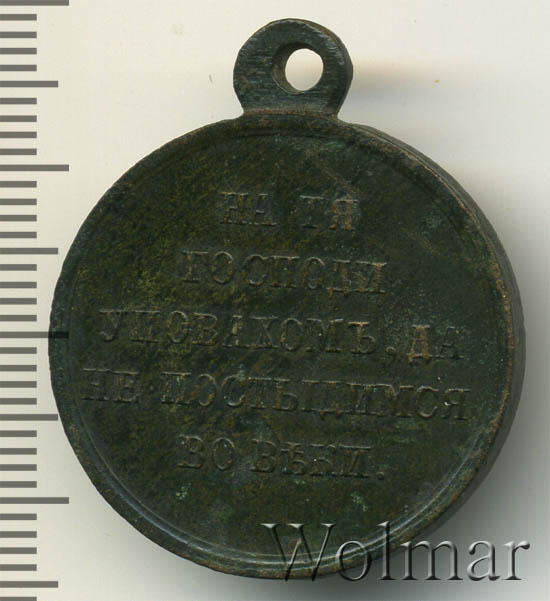 НА ТЯ
ГОСПОДИ
УПОВАХОМЪ, ДА
НЕ ПОСТЫДИМСЯ
ВО ВѢКИ.
Wolmar